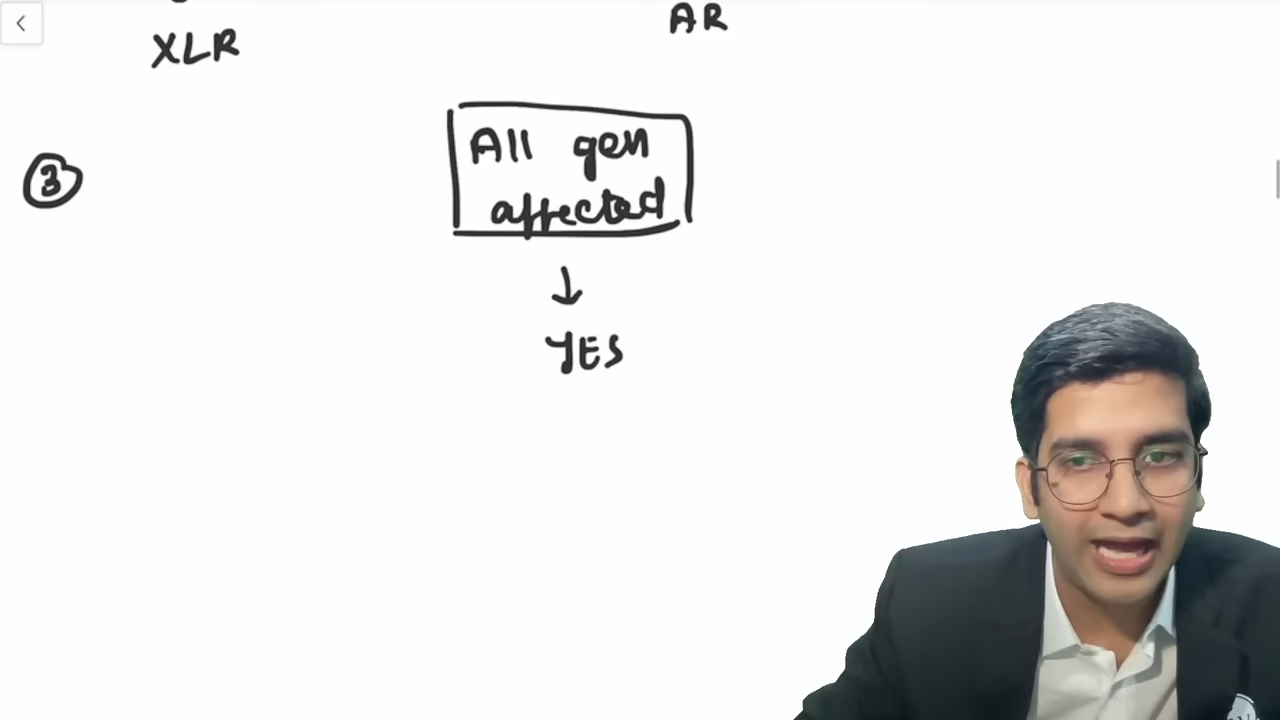 AR
XLR
③
All gen
affected
↓
YES